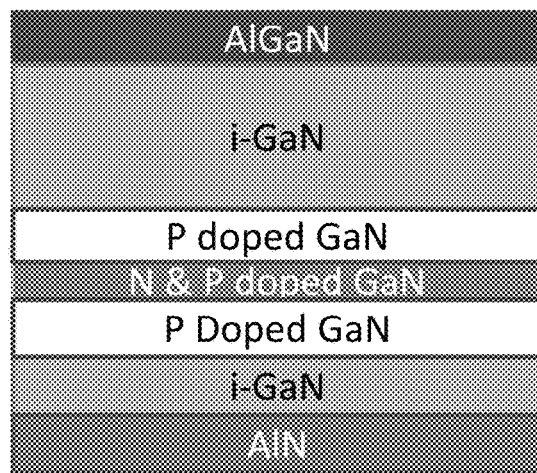 AlGaN
i-GaN
P doped GaN
N & P doped GaN
P Doped GaN
i-GaN
AlN